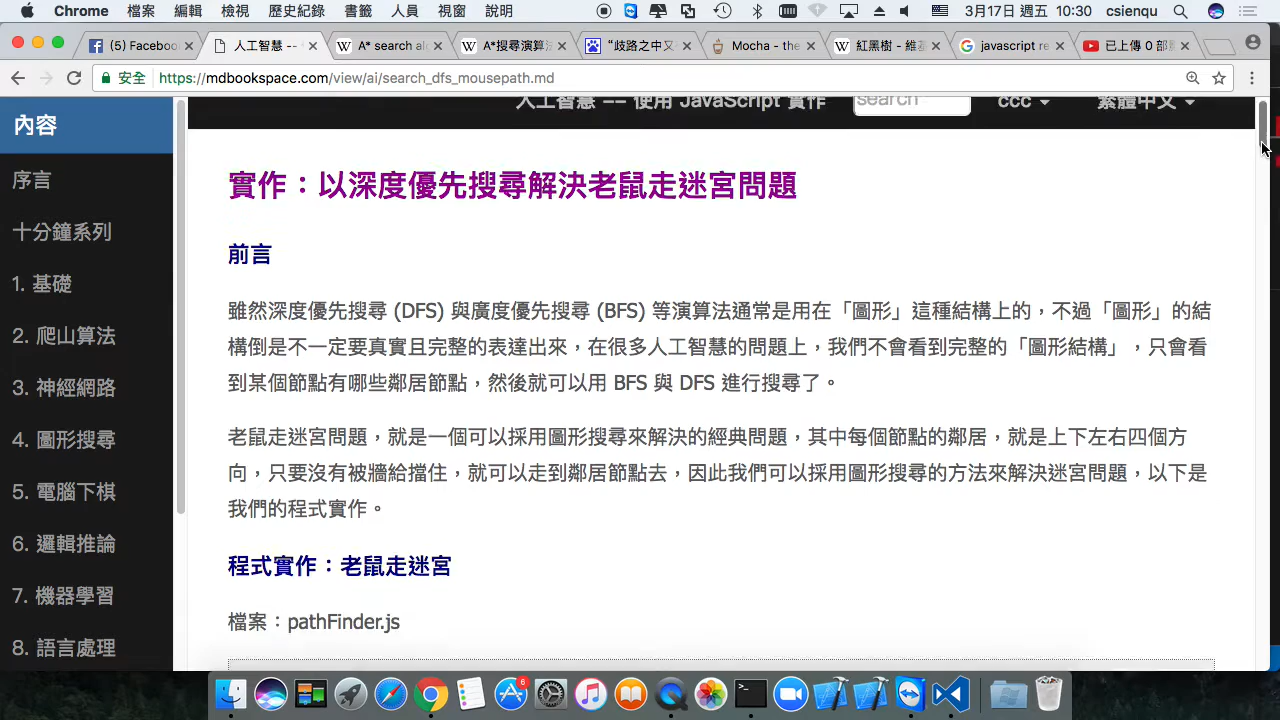 Chrome 檔案 編輯 檢視 歷史紀錄 書籤 人員 視窗 說明 3月17日 週五 10:30 csienqu
(5) Faceboo 人工智慧 -- A* search al A*搜尋演算 “歧路之中又 Mocha - the 紅黑樹 - 維基 javascript re 已上傳 0 部
安全 https://mdbookspace.com/view/ai/search_dfs_mousepath.md
人工智慧 -- 使用 JavaScript 實作 search ccc 繁體中文
內容
序言
十分鐘系列
1. 基礎
2. 爬山算法
3. 神經網路
4. 圖形搜尋
5. 電腦下棋
6. 邏輯推論
7. 機器學習
8. 語言處理
實作：以深度優先搜尋解決老鼠走迷宮問題
前言
雖然深度優先搜尋 (DFS) 與廣度優先搜尋 (BFS) 等演算法通常是用在「圖形」這種結構上的，不過「圖形」的結
構倒是不一定要真實且完整的表達出來，在很多人工智慧的問題上，我們不會看到完整的「圖形結構」，只會看
到某個節點有哪些鄰居節點，然後就可以用 BFS 與 DFS 進行搜尋了。
老鼠走迷宮問題，就是一個可以採用圖形搜尋來解決的經典問題，其中每個節點的鄰居，就是上下左右四個方
向，只要沒有被牆給擋住，就可以走到鄰居節點去，因此我們可以採用圖形搜尋的方法來解決迷宮問題，以下是
我們的程式實作。
程式實作：老鼠走迷宮
檔案：pathFinder.js
6